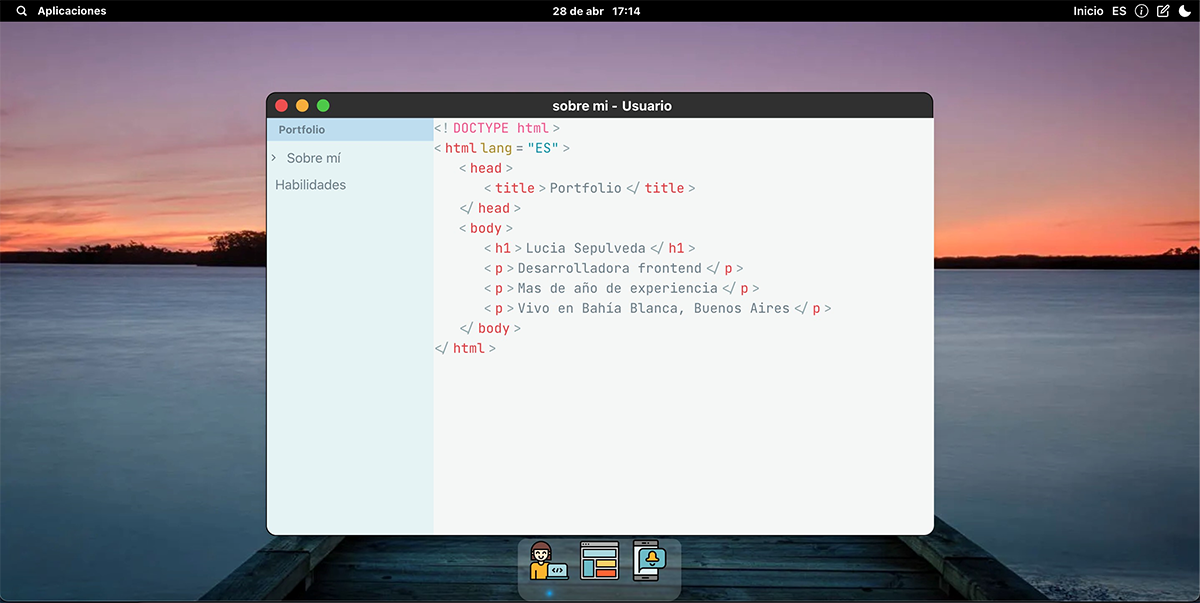 Aplicaciones
28 de abr 17:14
Inicio ES
sobre mi - Usuario
Portfolio
> Sobre mí
Habilidades
<! DOCTYPE html >
< html lang = "ES" >
< head >
< title > Portfolio </ title >
</ head >
< body >
< h1 > Lucia Sepulveda </ h1 >
< p > Desarrolladora frontend </ p >
< p > Mas de año de experiencia </ p >
< p > Vivo en Bahía Blanca, Buenos Aires </ p >
</ body >
</ html >